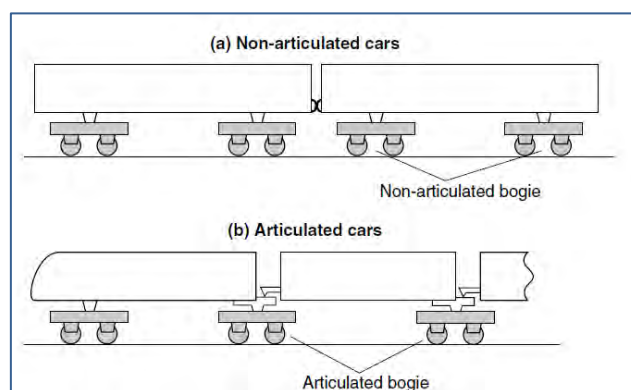 (a) Non-articulated cars
Non-articulated bogie
(b) Articulated cars
Articulated bogie